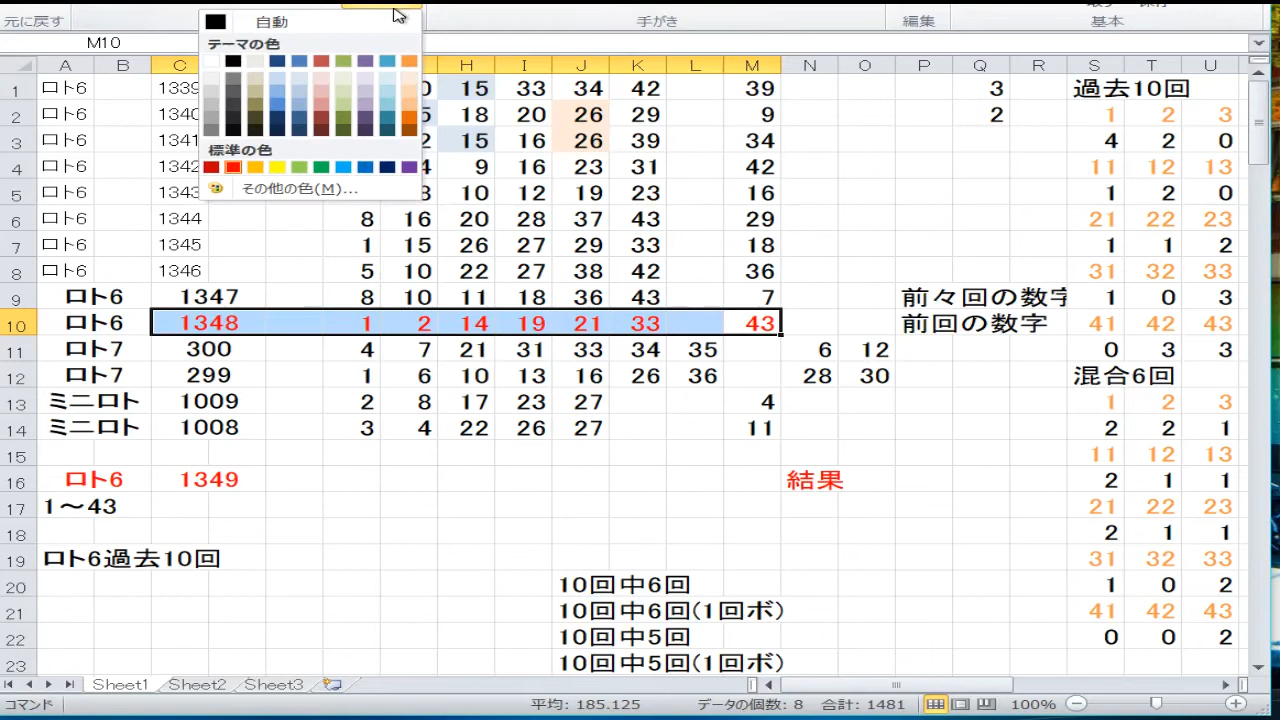 元に戻す 手がき 編集 基本
M10
自動
テーマの色
標準の色
その他の色(M)...
A B C H I J K L M N O P Q R S T U
1 ロト6 1339 0 15 33 34 42 39 3 過去10回
2 ロト6 1340 5 18 20 26 29 9 2 1 2 3
3 ロト6 1341 2 15 16 26 39 34 4 2 0
4 ロト6 1342 4 9 16 23 31 42 11 12 13
5 ロト6 1343 8 10 12 19 23 16 1 2 0
6 ロト6 1344 8 16 20 28 37 43 29 21 22 23
7 ロト6 1345 1 15 26 27 29 33 18 1 1 2
8 ロト6 1346 5 10 22 27 38 42 36 31 32 33
9 ロト6 1347 8 10 11 18 36 43 7 前々回の数字 1 0 3
10 ロト6 1348 1 2 14 19 21 33 43 前回の数字 41 42 43
11 ロト7 300 4 7 21 31 33 34 35 6 12 0 3 3
12 ロト7 299 1 6 10 13 16 26 36 28 30 混合6回
13 ミニロト 1009 2 8 17 23 27 4 1 2 3
14 ミニロト 1008 3 4 22 26 27 11 2 2 1
15 11 12 13
16 ロト6 1349 結果 2 1 1
17 1～43 21 22 23
18 2 1 1
19 ロト6過去10回 31 32 33
20 10回中6回 1 0 2
21 10回中6回(1回ボ) 41 42 43
22 10回中5回 0 0 2
23 10回中5回(1回ボ)
Sheet1 Sheet2 Sheet3
コマンド 平均: 185.125 データの個数: 8 合計: 1481 100%